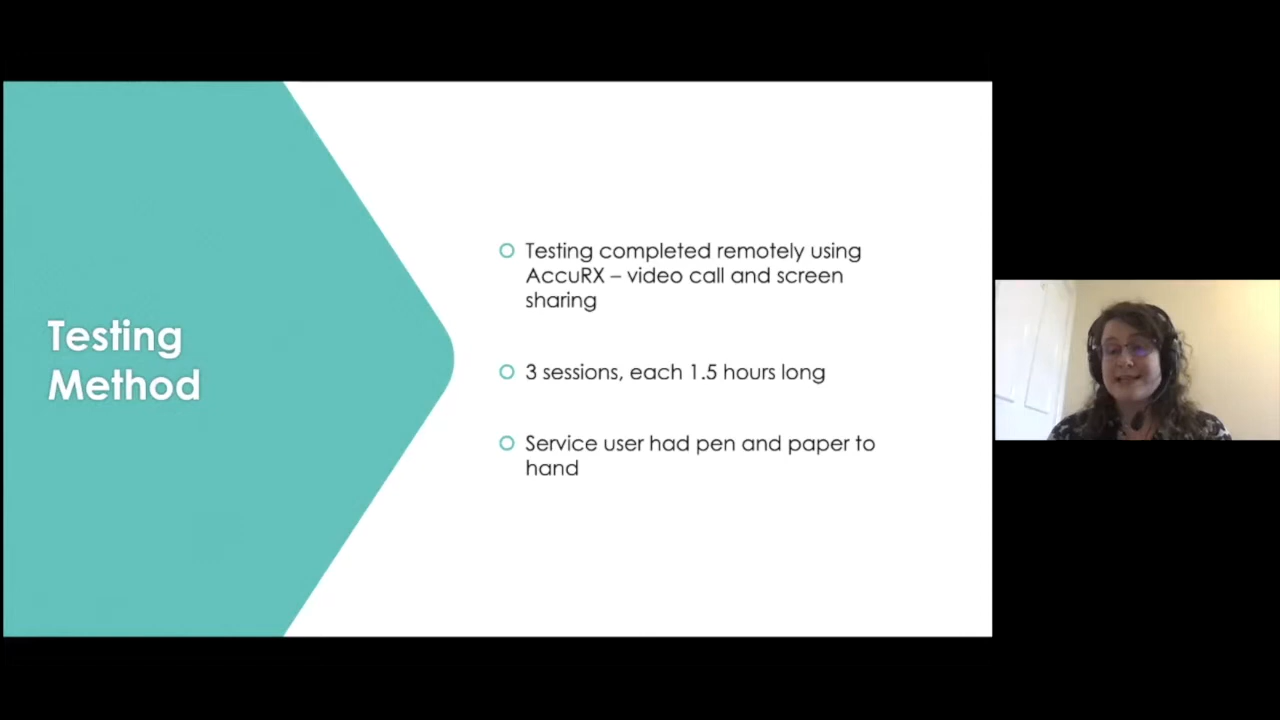 Testing
Method
Testing completed remotely using
AccuRX – video call and screen
sharing
3 sessions, each 1.5 hours long
Service user had pen and paper to
hand